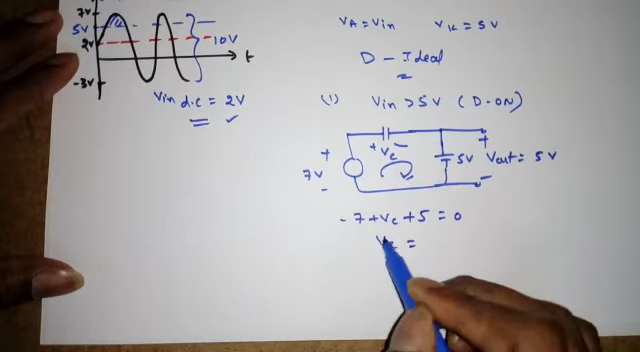 7V
5V
2V
10V
t
-3V
Vin d.c = 2V
VA = Vin VK = 5V
D - Ideal
(1) Vin > 5V (D-ON)
+ Vc -
+
7V
-
5V
+
Vout = 5V
-
-7+Vc+5 = 0
Vc =